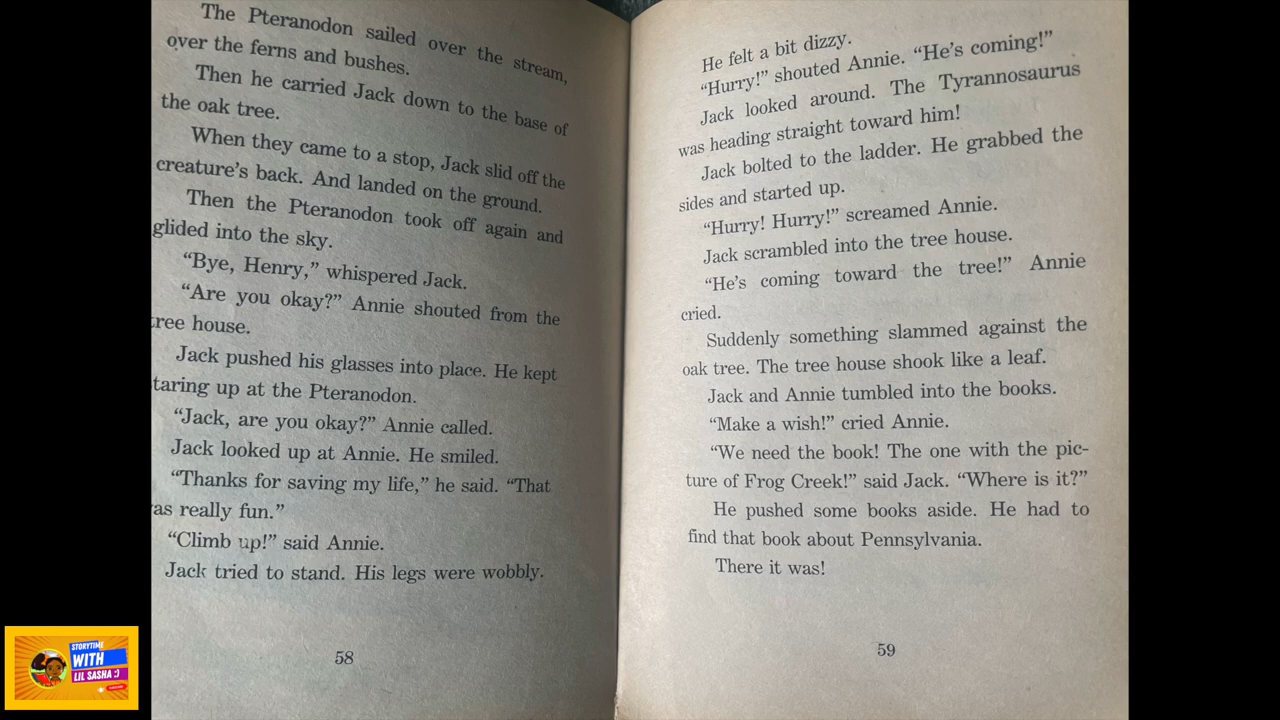 The Pteranodon sailed over the stream,
over the ferns and bushes.
Then he carried Jack down to the base of
the oak tree.
When they came to a stop, Jack slid off the
creature's back. And landed on the ground.
Then the Pteranodon took off again and
glided into the sky.
“Bye, Henry,” whispered Jack.
“Are you okay?” Annie shouted from the
tree house.
Jack pushed his glasses into place. He kept
taring up at the Pteranodon.
“Jack, are you okay?” Annie called.
Jack looked up at Annie. He smiled.
“Thanks for saving my life,” he said. “That
as really fun.”
“Climb up!” said Annie.
Jack tried to stand. His legs were wobbly.
58
He felt a bit dizzy.
“Hurry!” shouted Annie. “He's coming!”
Jack looked around. The Tyrannosaurus
was heading straight toward him!
Jack bolted to the ladder. He grabbed the
sides and started up.
“Hurry! Hurry!” screamed Annie.
Jack scrambled into the tree house.
“He's coming toward the tree!” Annie
cried.
Suddenly something slammed against the
oak tree. The tree house shook like a leaf.
Jack and Annie tumbled into the books.
“Make a wish!” cried Annie.
“We need the book! The one with the pic-
ture of Frog Creek!” said Jack. “Where is it?”
He pushed some books aside. He had to
find that book about Pennsylvania.
There it was!
59
STORYTIME
WITH
LIL SASHA :)